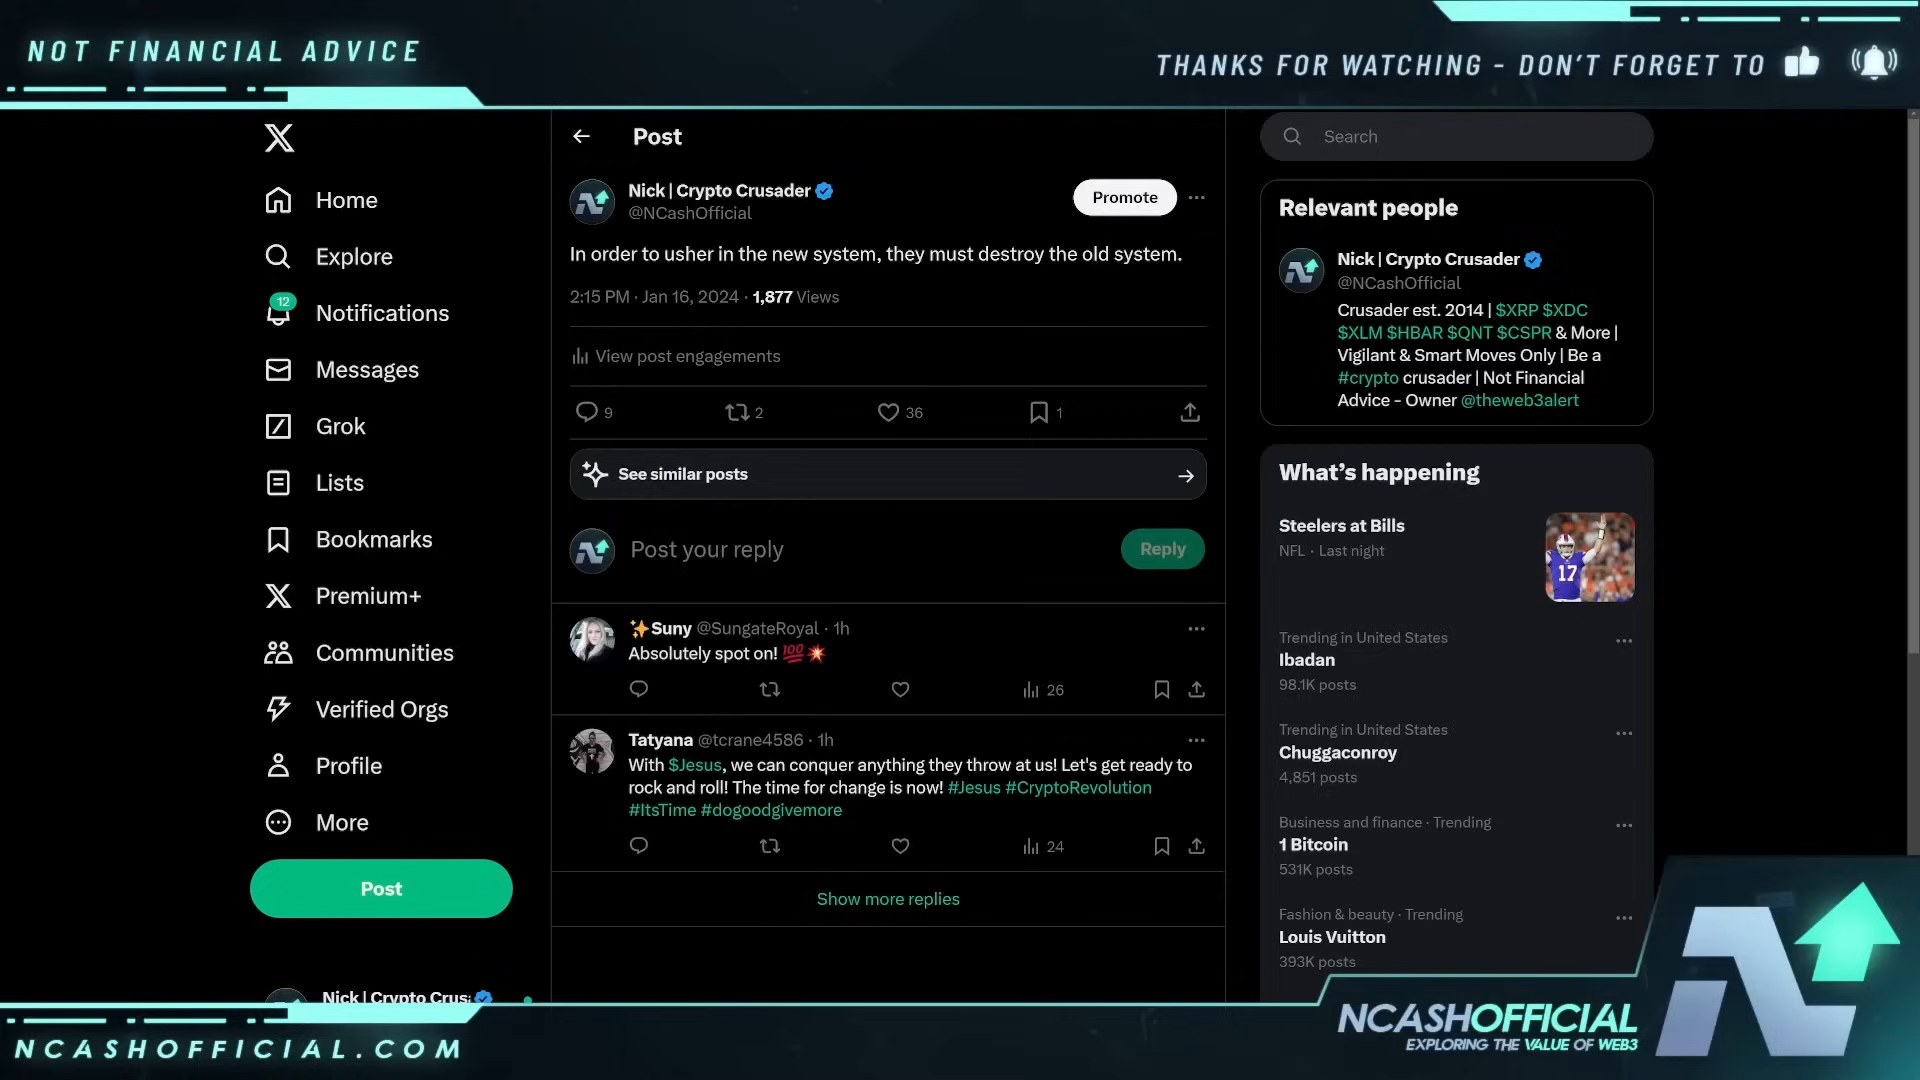 NOT FINANCIAL ADVICE
THANKS FOR WATCHING - DON'T FORGET TO
Home
Explore
12
Notifications
Messages
Grok
Lists
Bookmarks
Premium+
Communities
Verified Orgs
Profile
More
Post
Nick | Crypto Crus
Post
Nick | Crypto Crusader
@NCashOfficial
Promote
In order to usher in the new system, they must destroy the old system.
2:15 PM · Jan 16, 2024 · 1,877 Views
View post engagements
9 2 36 1
See similar posts
Post your reply
Reply
✨Suny @SungateRoyal · 1h
Absolutely spot on! 💯💥
26
Tatyana @tcrane4586 · 1h
With $Jesus, we can conquer anything they throw at us! Let's get ready to
rock and roll! The time for change is now! #Jesus #CryptoRevolution
#ItsTime #dogoodgivemore
24
Show more replies
Search
Relevant people
Nick | Crypto Crusader
@NCashOfficial
Crusader est. 2014 | $XRP $XDC
$XLM $HBAR $QNT $CSPR & More |
Vigilant & Smart Moves Only | Be a
#crypto crusader | Not Financial
Advice - Owner @theweb3alert
What's happening
Steelers at Bills
NFL · Last night
17
Trending in United States
Ibadan
98.1K posts
Trending in United States
Chuggaconroy
4,851 posts
Business and finance · Trending
1 Bitcoin
531K posts
Fashion & beauty · Trending
Louis Vuitton
393K posts
NCASHOFFICIAL.COM
NCASHOFFICIAL
EXPLORING THE VALUE OF WEB3